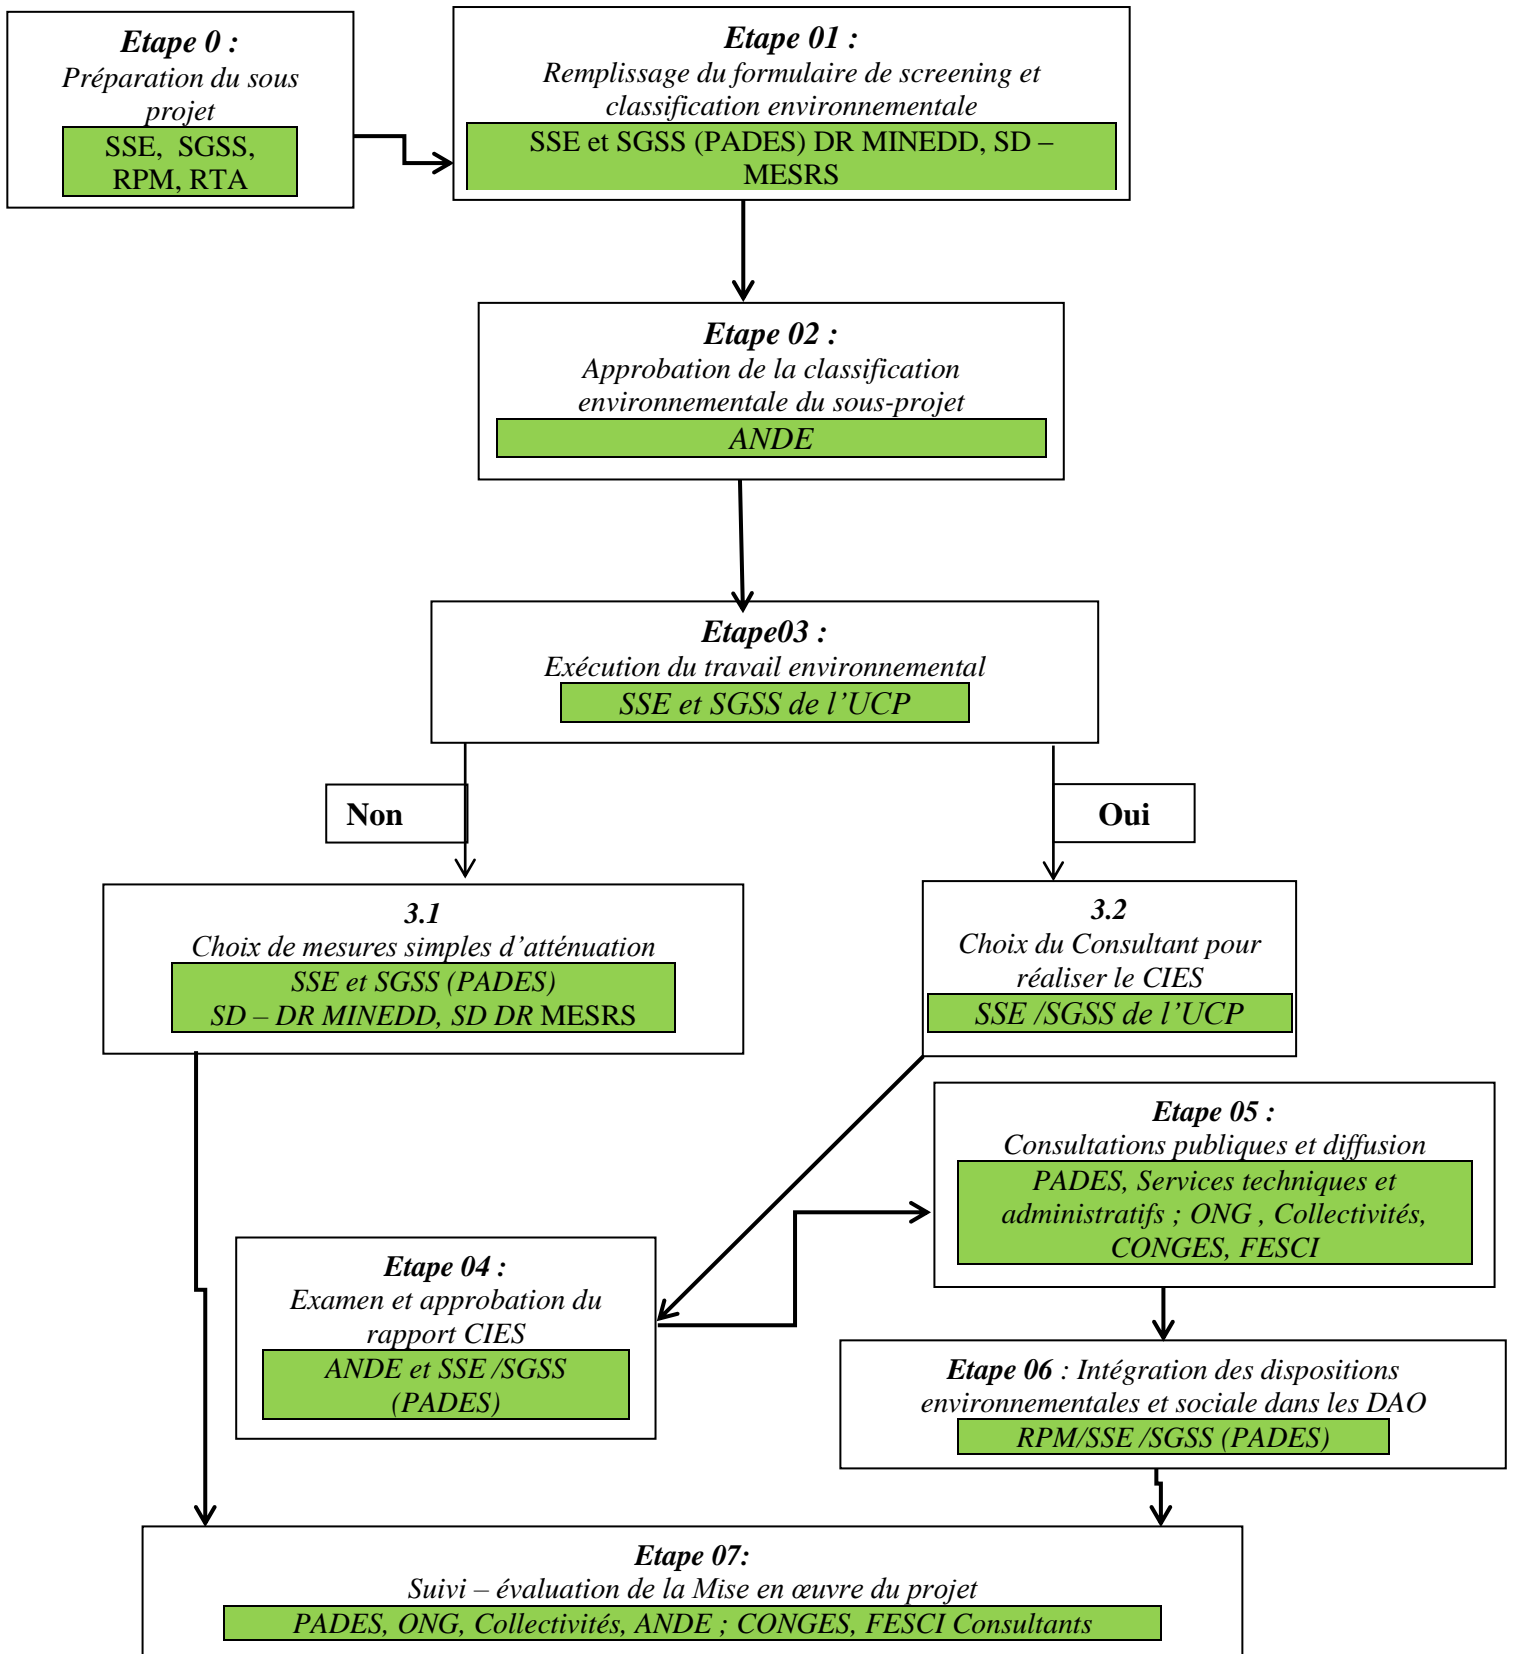 Etape 0 :
Préparation du sous
projet
SSE, SGSS,
RPM, RTA
Etape 01 :
Remplissage du formulaire de screening et
classification environnementale
SSE et SGSS (PADES) DR MINEDD, SD –
MESRS
Etape 02 :
Approbation de la classification
environnementale du sous-projet
ANDE
Etape03 :
Exécution du travail environnemental
SSE et SGSS de l’UCP
Non
Oui
3.1
Choix de mesures simples d’atténuation
SSE et SGSS (PADES)
SD – DR MINEDD, SD DR MESRS
3.2
Choix du Consultant pour
réaliser le CIES
SSE /SGSS de l’UCP
Etape 04 :
Examen et approbation du
rapport CIES
ANDE et SSE /SGSS
(PADES)
Etape 05 :
Consultations publiques et diffusion
PADES, Services techniques et
administratifs ; ONG , Collectivités,
CONGES, FESCI
Etape 06 : Intégration des dispositions
environnementales et sociale dans les DAO
RPM/SSE /SGSS (PADES)
Etape 07:
Suivi – évaluation de la Mise en œuvre du projet
PADES, ONG, Collectivités, ANDE ; CONGES, FESCI Consultants